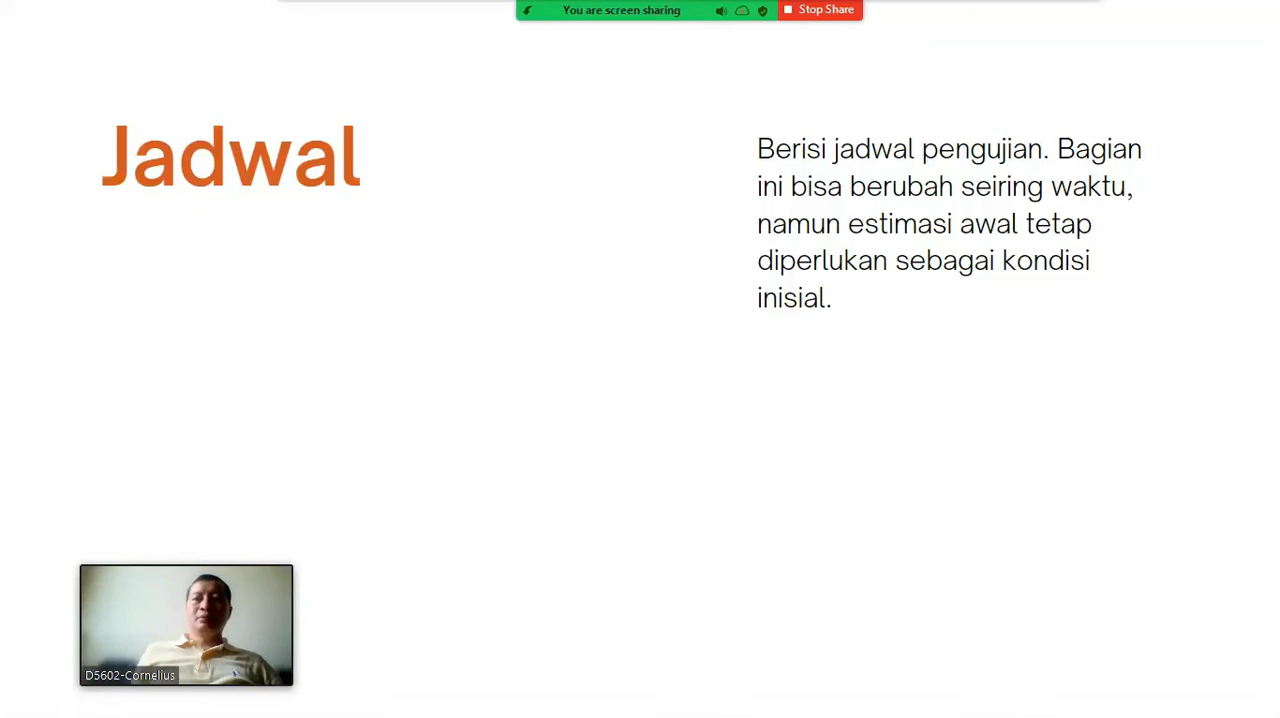 You are screen sharing
Stop Share
Jadwal
Berisi jadwal pengujian. Bagian
ini bisa berubah seiring waktu,
namun estimasi awal tetap
diperlukan sebagai kondisi
inisial.
D5602-Cornelius